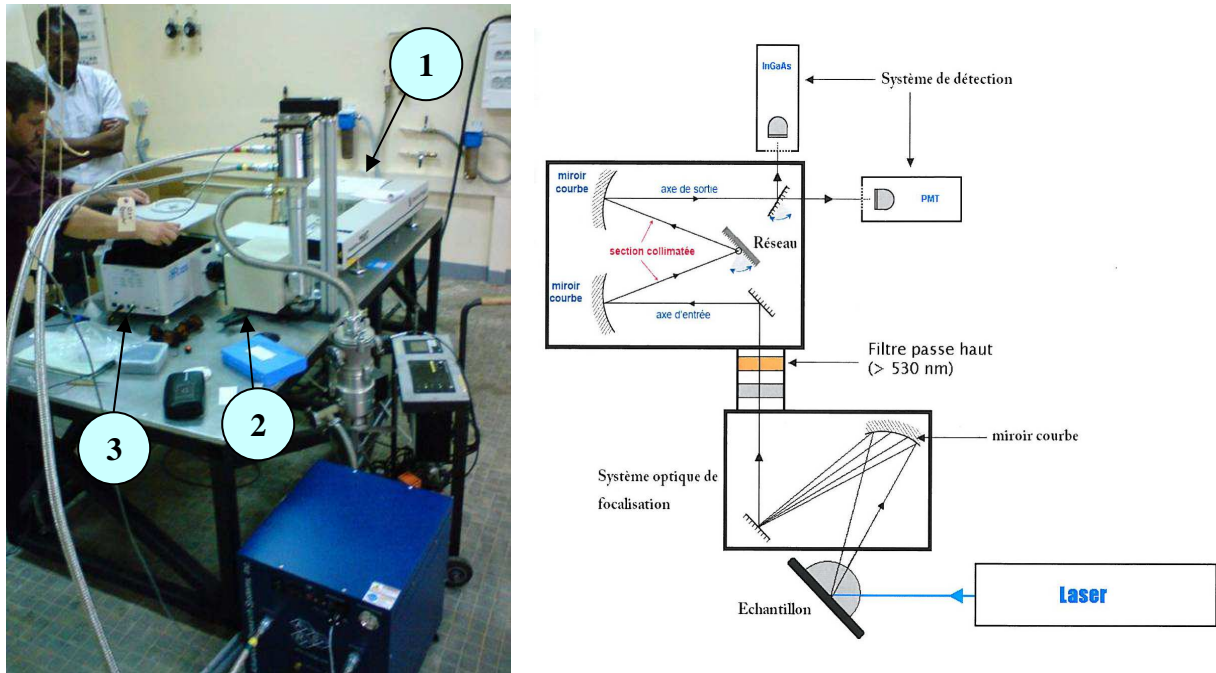 1
2
3
InGaAs
Système de détection
miroir
courbe
axe de sortie
PMT
Réseau
section collimatée
miroir
courbe
axe d'entrée
Filtre passe haut
(> 530 nm)
miroir courbe
Système optique de
focalisation
Echantillon
Laser